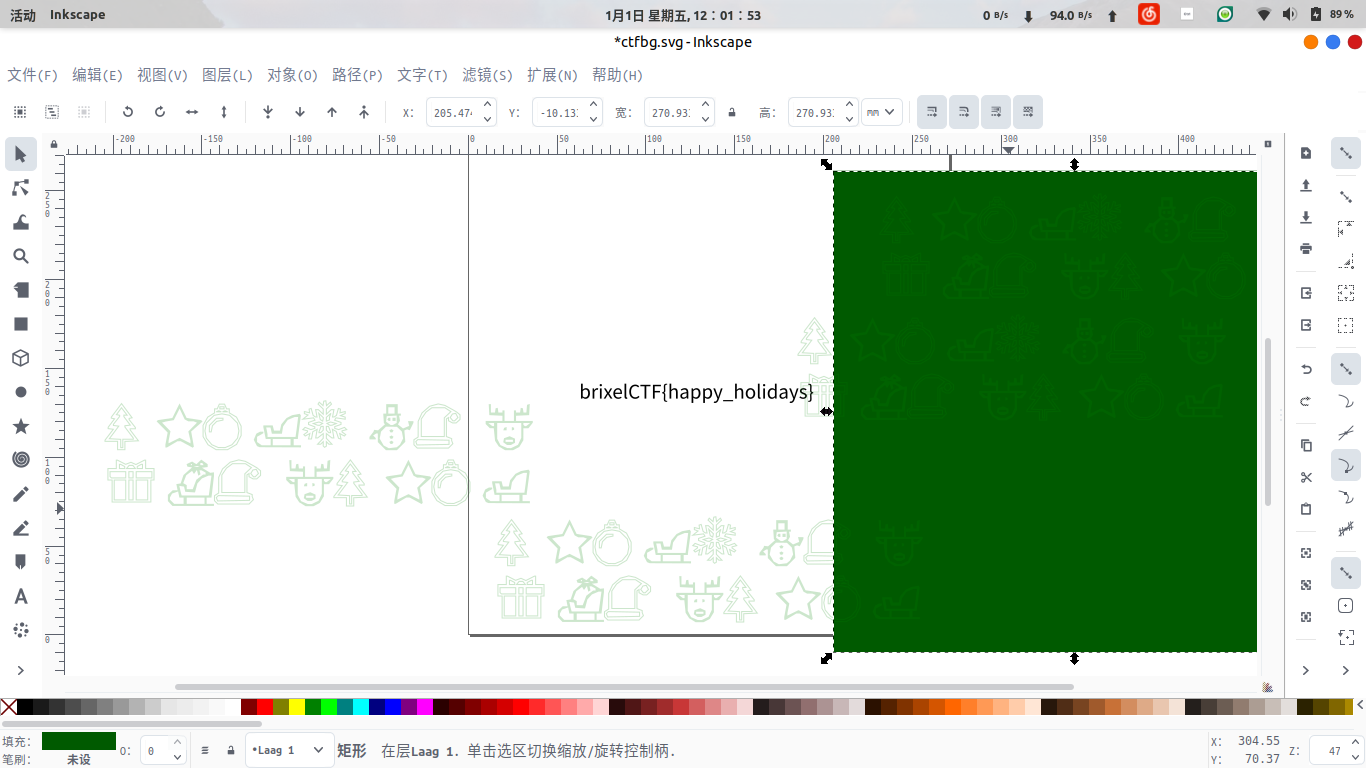 活动 Inkscape 1月1日 星期五, 12:01:53 0 B/s 94.0 B/s 89 %
*ctfbg.svg - Inkscape
文件(F) 编辑(E) 视图(V) 图层(L) 对象(O) 路径(P) 文字(T) 滤镜(S) 扩展(N) 帮助(H)
X: 205.474 Y: -10.13 宽: 270.93 高: 270.93 mm
-200 -150 -100 -50 0 50 100 150 200 250 300 350 400
250
200
150
100
50
0
brixelCTF{happy_holidays}
填充: O: 0 •Laag 1 矩形 在层Laag 1. 单击选区切换缩放/旋转控制柄. X: 304.55 Z: 47
笔刷: 未设 Y: 70.37